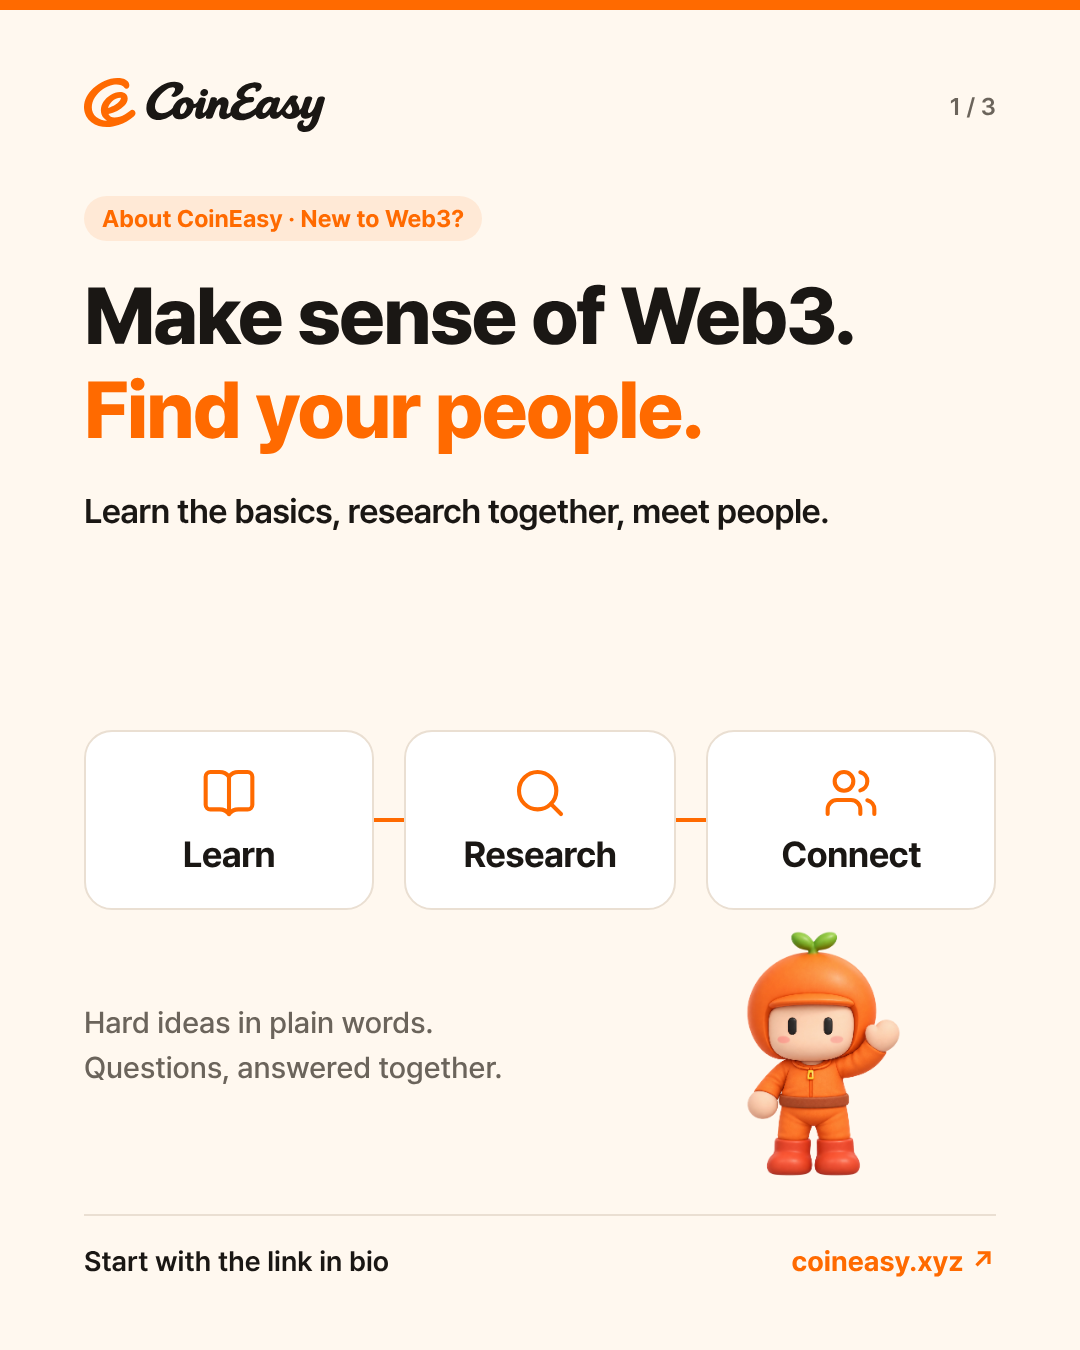 CoinEasy
1 / 3
About CoinEasy · New to Web3?
Make sense of Web3.
Find your people.
Learn the basics, research together, meet people.
Learn
Research
Connect
Hard ideas in plain words.
Questions, answered together.
Start with the link in bio
coineasy.xyz ↗